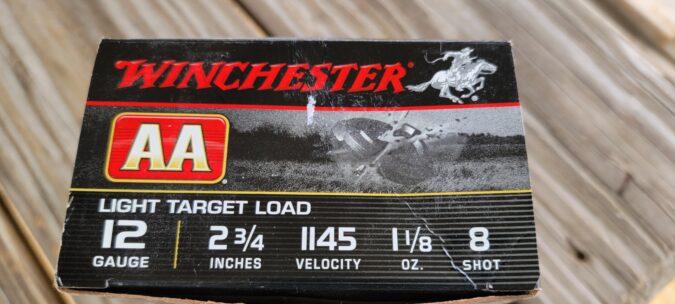 WINCHESTER
AA
LIGHT TARGET LOAD
12 2 3/4 1145 1 1/8 8
GAUGE INCHES VELOCITY OZ. SHOT